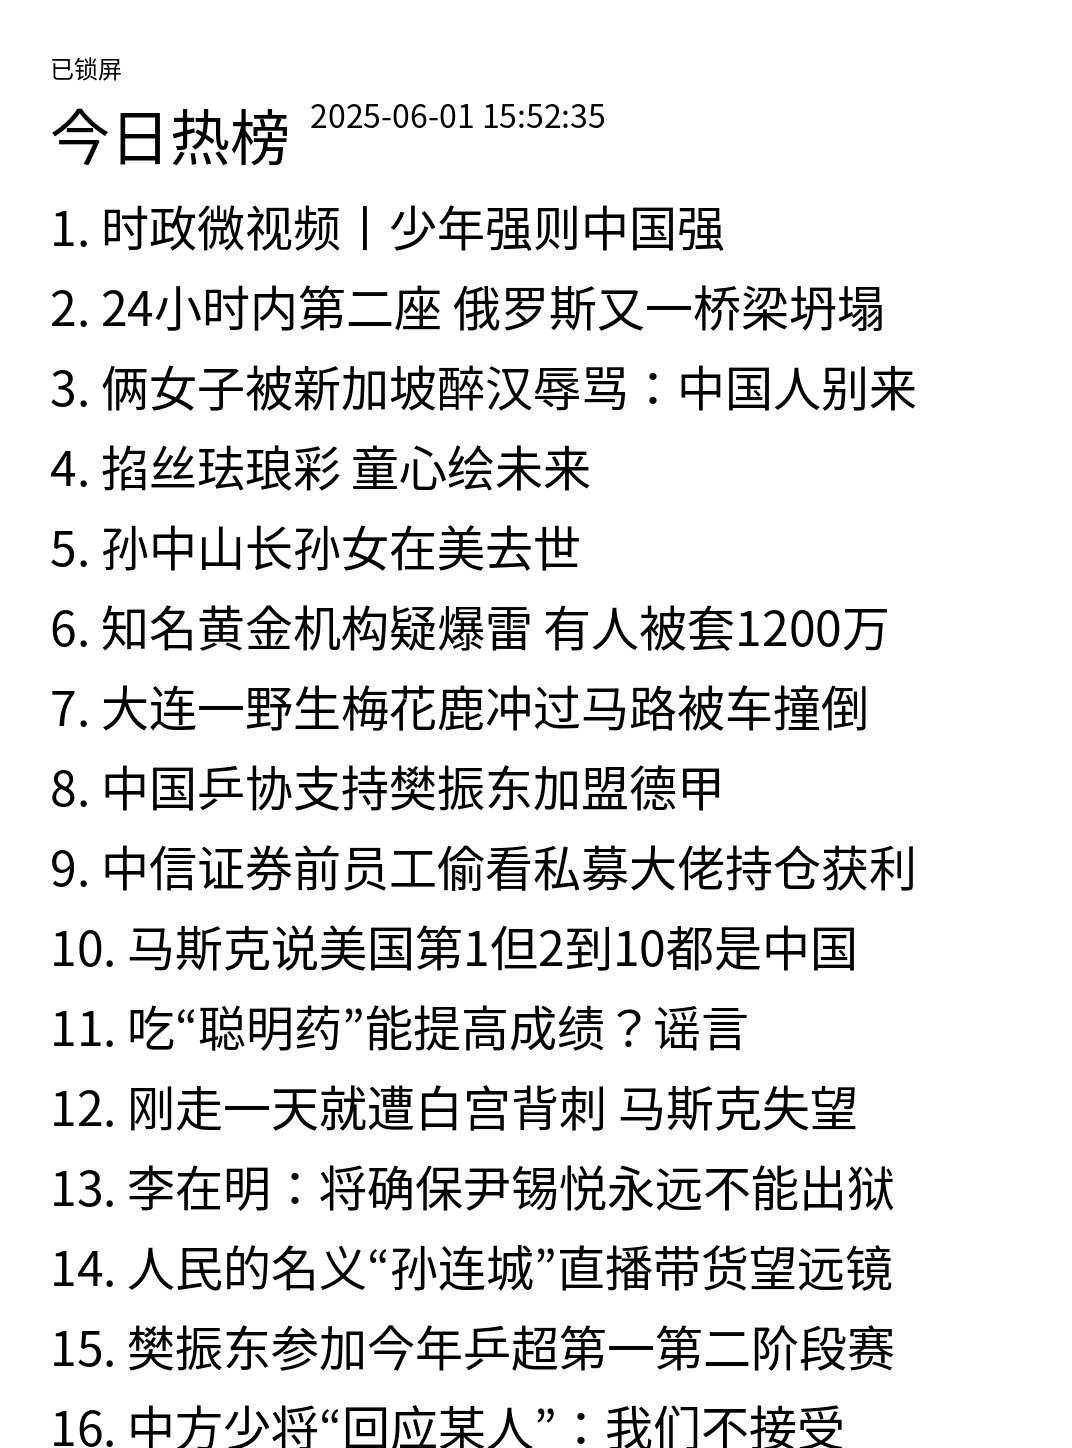 已锁屏
今日热榜 2025-06-01 15:52:35
1. 时政微视频丨少年强则中国强
2. 24小时内第二座 俄罗斯又一桥梁坍塌
3. 俩女子被新加坡醉汉辱骂：中国人别来
4. 掐丝珐琅彩 童心绘未来
5. 孙中山长孙女在美去世
6. 知名黄金机构疑爆雷 有人被套1200万
7. 大连一野生梅花鹿冲过马路被车撞倒
8. 中国乒协支持樊振东加盟德甲
9. 中信证券前员工偷看私募大佬持仓获利
10. 马斯克说美国第1但2到10都是中国
11. 吃“聪明药”能提高成绩？谣言
12. 刚走一天就遭白宫背刺 马斯克失望
13. 李在明：将确保尹锡悦永远不能出狱
14. 人民的名义“孙连城”直播带货望远镜
15. 樊振东参加今年乒超第一第二阶段赛
16. 中方少将“回应某人”：我们不接受